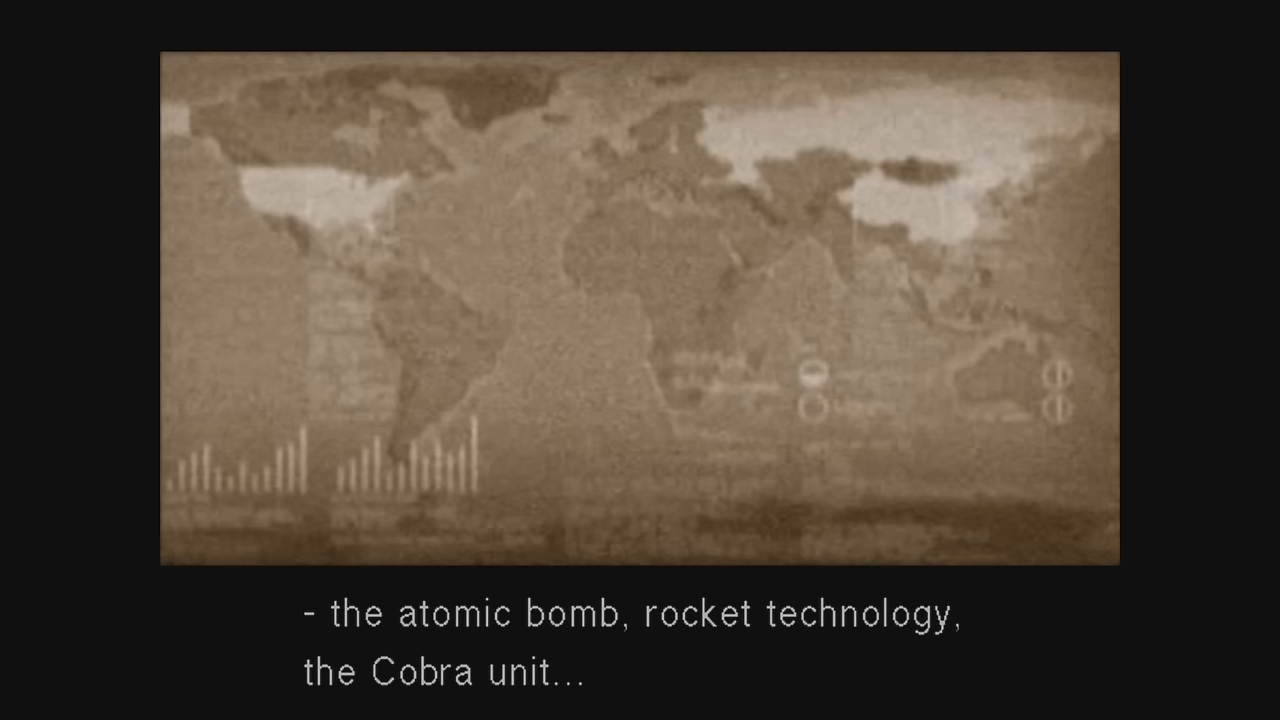 - the atomic bomb, rocket technology,
the Cobra unit...